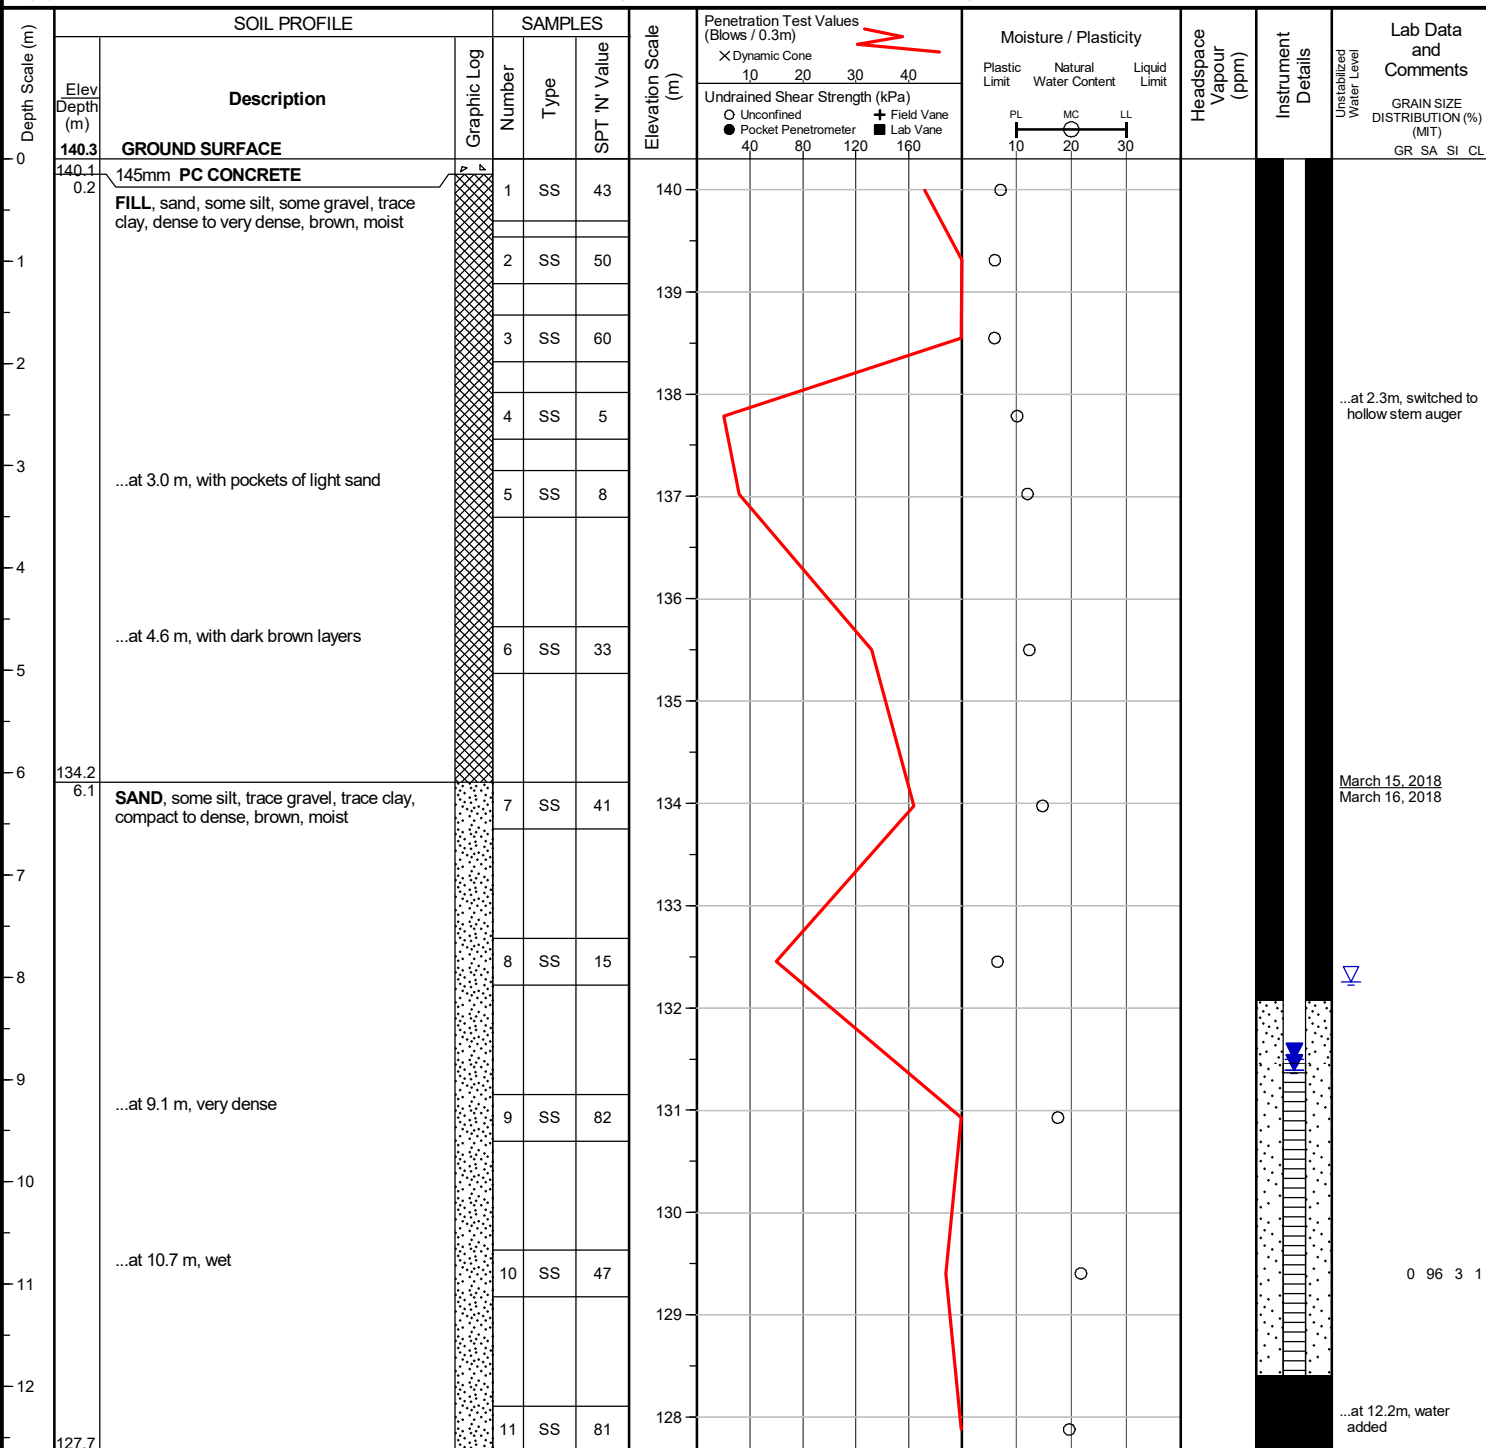 SOIL PROFILE
SAMPLES
Depth Scale (m)
Elev
Depth
(m)
Description
Graphic Log
Number
Type
SPT 'N' Value
Elevation Scale
(m)
Penetration Test Values
(Blows / 0.3m)
X Dynamic Cone
10 20 30 40
Undrained Shear Strength (kPa)
Unconfined
Field Vane
Pocket Penetrometer
Lab Vane
40 80 120 160
Moisture / Plasticity
Plastic
Limit
Natural
Water Content
Liquid
Limit
PL MC LL
10 20 30
Headspace
Vapour
(ppm)
Instrument
Details
Unstabilized
Water Level
Lab Data
and
Comments
GRAIN SIZE
DISTRIBUTION (%)
(MIT)
GR SA SI CL
140.3 GROUND SURFACE
0
140.1
0.2
145mm PC CONCRETE
FILL, sand, some silt, some gravel, trace
clay, dense to very dense, brown, moist
1 SS 43
140
1
2 SS 50
139
3 SS 60
2
138
...at 2.3m, switched to
hollow stem auger
4 SS 5
3
...at 3.0 m, with pockets of light sand
5 SS 8
137
4
136
...at 4.6 m, with dark brown layers
6 SS 33
5
135
6
134.2
6.1
SAND, some silt, trace gravel, trace clay,
compact to dense, brown, moist
7 SS 41
134
March 15, 2018
March 16, 2018
7
133
8 SS 15
8
132
9
...at 9.1 m, very dense
9 SS 82
131
10
130
...at 10.7 m, wet
10 SS 47
0 96 3 1
11
129
12
128
...at 12.2m, water
added
11 SS 81
127.7